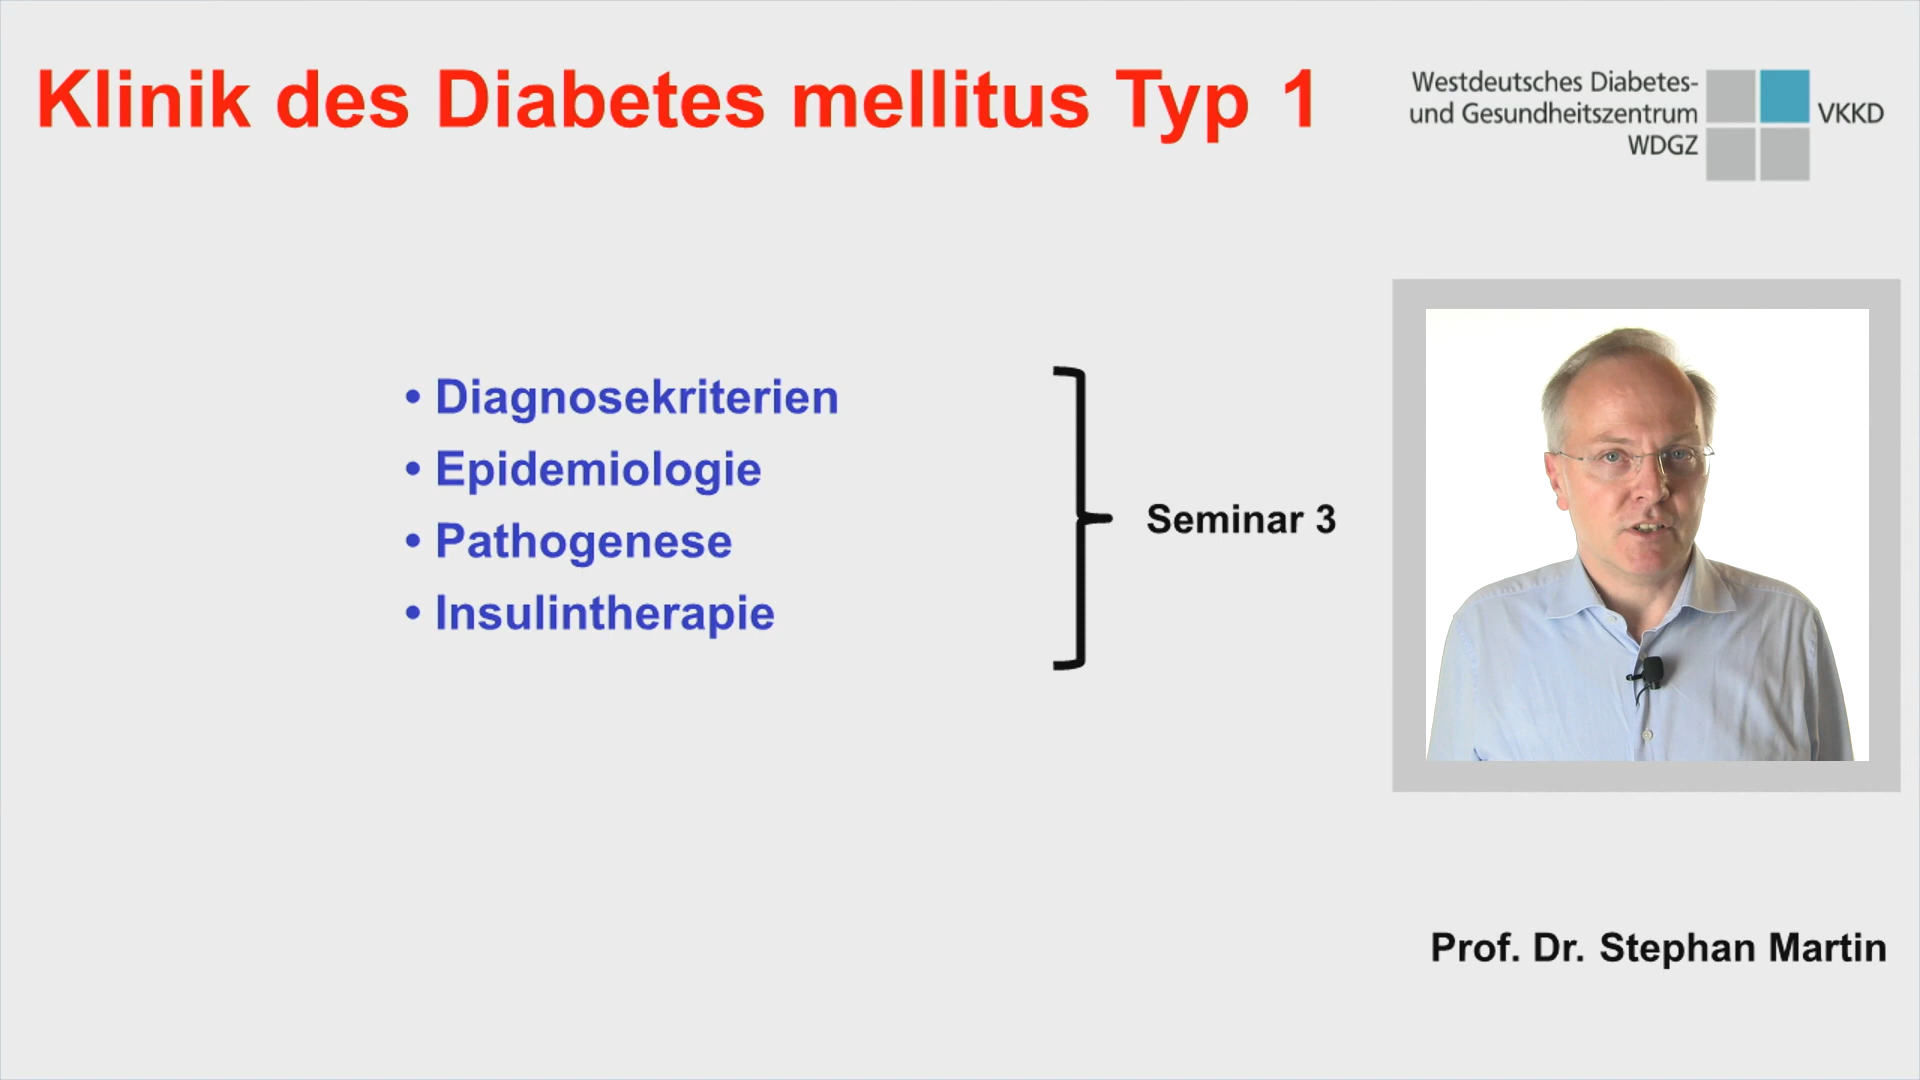 Klinik des Diabetes mellitus Typ 1
Westdeutsches Diabetes-
und Gesundheitszentrum
WDGZ
VKKD
• Diagnosekriterien
• Epidemiologie
• Pathogenese
• Insulintherapie
Seminar 3
Prof. Dr. Stephan Martin